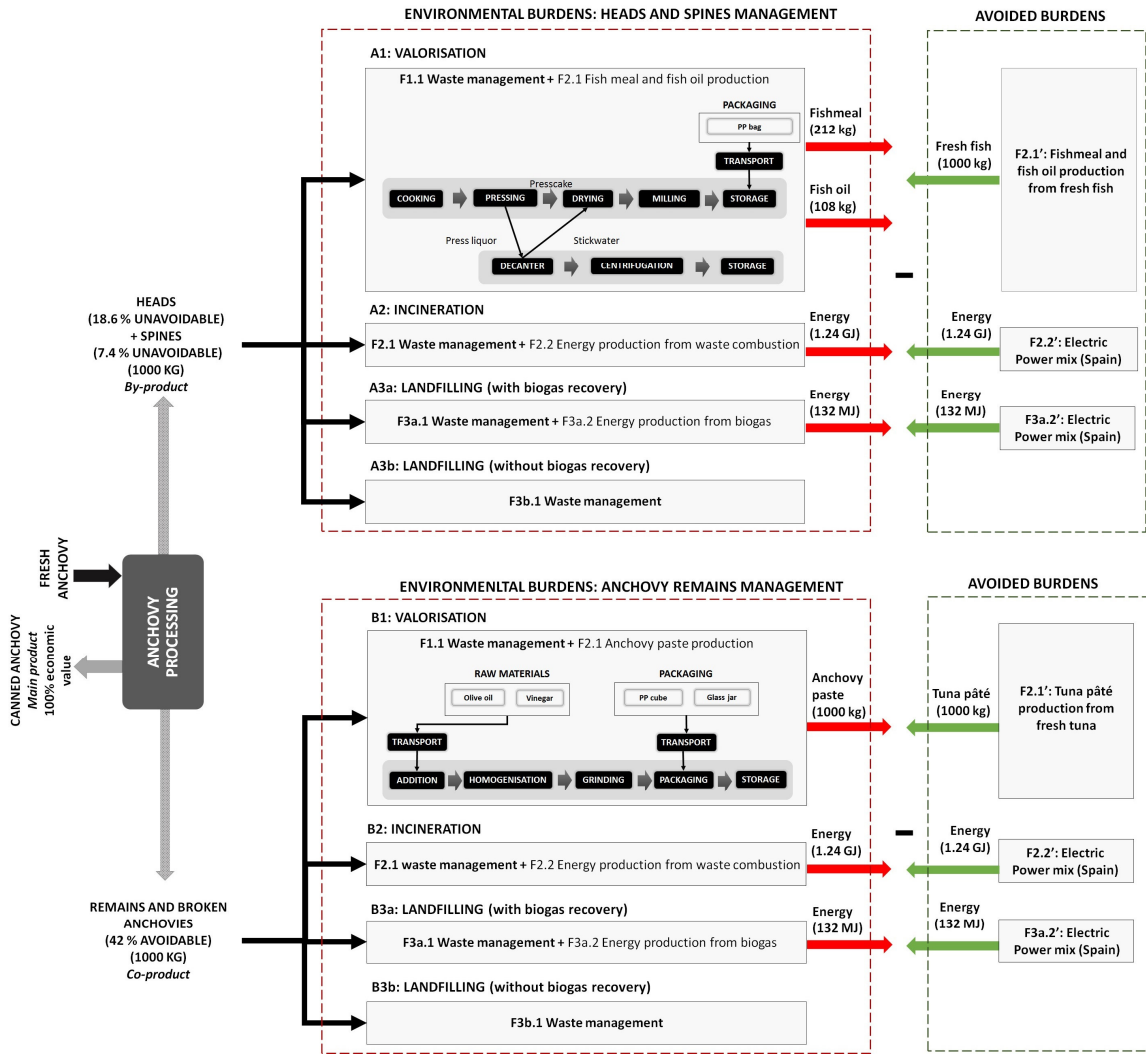 ENVIRONMENTAL BURDENS: HEADS AND SPINES MANAGEMENT
AVOIDED BURDENS
A1: VALORISATION
F1.1 Waste management + F2.1 Fish meal and fish oil production
PACKAGING
PP bag
TRANSPORT
Presscake
COOKING
PRESSING
DRYING
MILLING
STORAGE
Press liquor
Stickwater
DECANTER
CENTRIFUGATION
STORAGE
Fishmeal
(212 kg)
Fish oil
(108 kg)
Fresh fish
(1000 kg)
F2.1': Fishmeal and
fish oil production
from fresh fish
A2: INCINERATION
F2.1 Waste management + F2.2 Energy production from waste combustion
Energy
(1.24 GJ)
Energy
(1.24 GJ)
F2.2': Electric
Power mix (Spain)
A3a: LANDFILLING (with biogas recovery)
F3a.1 Waste management + F3a.2 Energy production from biogas
Energy
(132 MJ)
Energy
(132 MJ)
F3a.2': Electric
Power mix (Spain)
A3b: LANDFILLING (without biogas recovery)
F3b.1 Waste management
HEADS
(18.6 % UNAVOIDABLE)
+ SPINES
(7.4 % UNAVOIDABLE)
(1000 KG)
By-product
FRESH
ANCHOVY
ANCHOVY
PROCESSING
CANNED ANCHOVY
Main product
100% economic
value
REMAINS AND BROKEN
ANCHOVIES
(42 % AVOIDABLE)
(1000 KG)
Co-product
ENVIRONMENLTAL BURDENS: ANCHOVY REMAINS MANAGEMENT
AVOIDED BURDENS
B1: VALORISATION
F1.1 Waste management + F2.1 Anchovy paste production
RAW MATERIALS
Olive oil
Vinegar
PACKAGING
PP cube
Glass jar
TRANSPORT
TRANSPORT
ADDITION
HOMOGENISATION
GRINDING
PACKAGING
STORAGE
Anchovy
paste
(1000 kg)
Tuna pâté
(1000 kg)
F2.1': Tuna pâté
production from
fresh tuna
B2: INCINERATION
F2.1 waste management + F2.2 Energy production from waste combustion
Energy
(1.24 GJ)
Energy
(1.24 GJ)
F2.2': Electric
Power mix (Spain)
B3a: LANDFILLING (with biogas recovery)
F3a.1 Waste management + F3a.2 Energy production from biogas
Energy
(132 MJ)
Energy
(132 MJ)
F3a.2': Electric
Power mix (Spain)
B3b: LANDFILLING (without biogas recovery)
F3b.1 Waste management